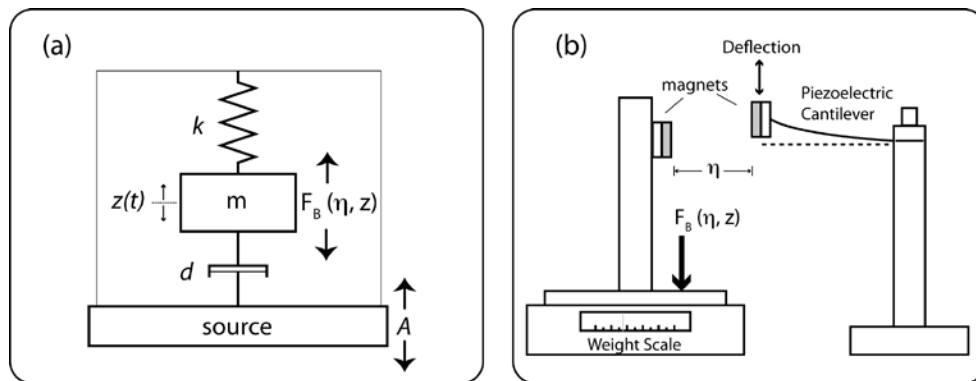 (a)
k
z(t)
m
F_B (η, z)
d
source
A
(b)
Deflection
magnets
Piezoelectric
Cantilever
η
F_B (η, z)
Weight Scale